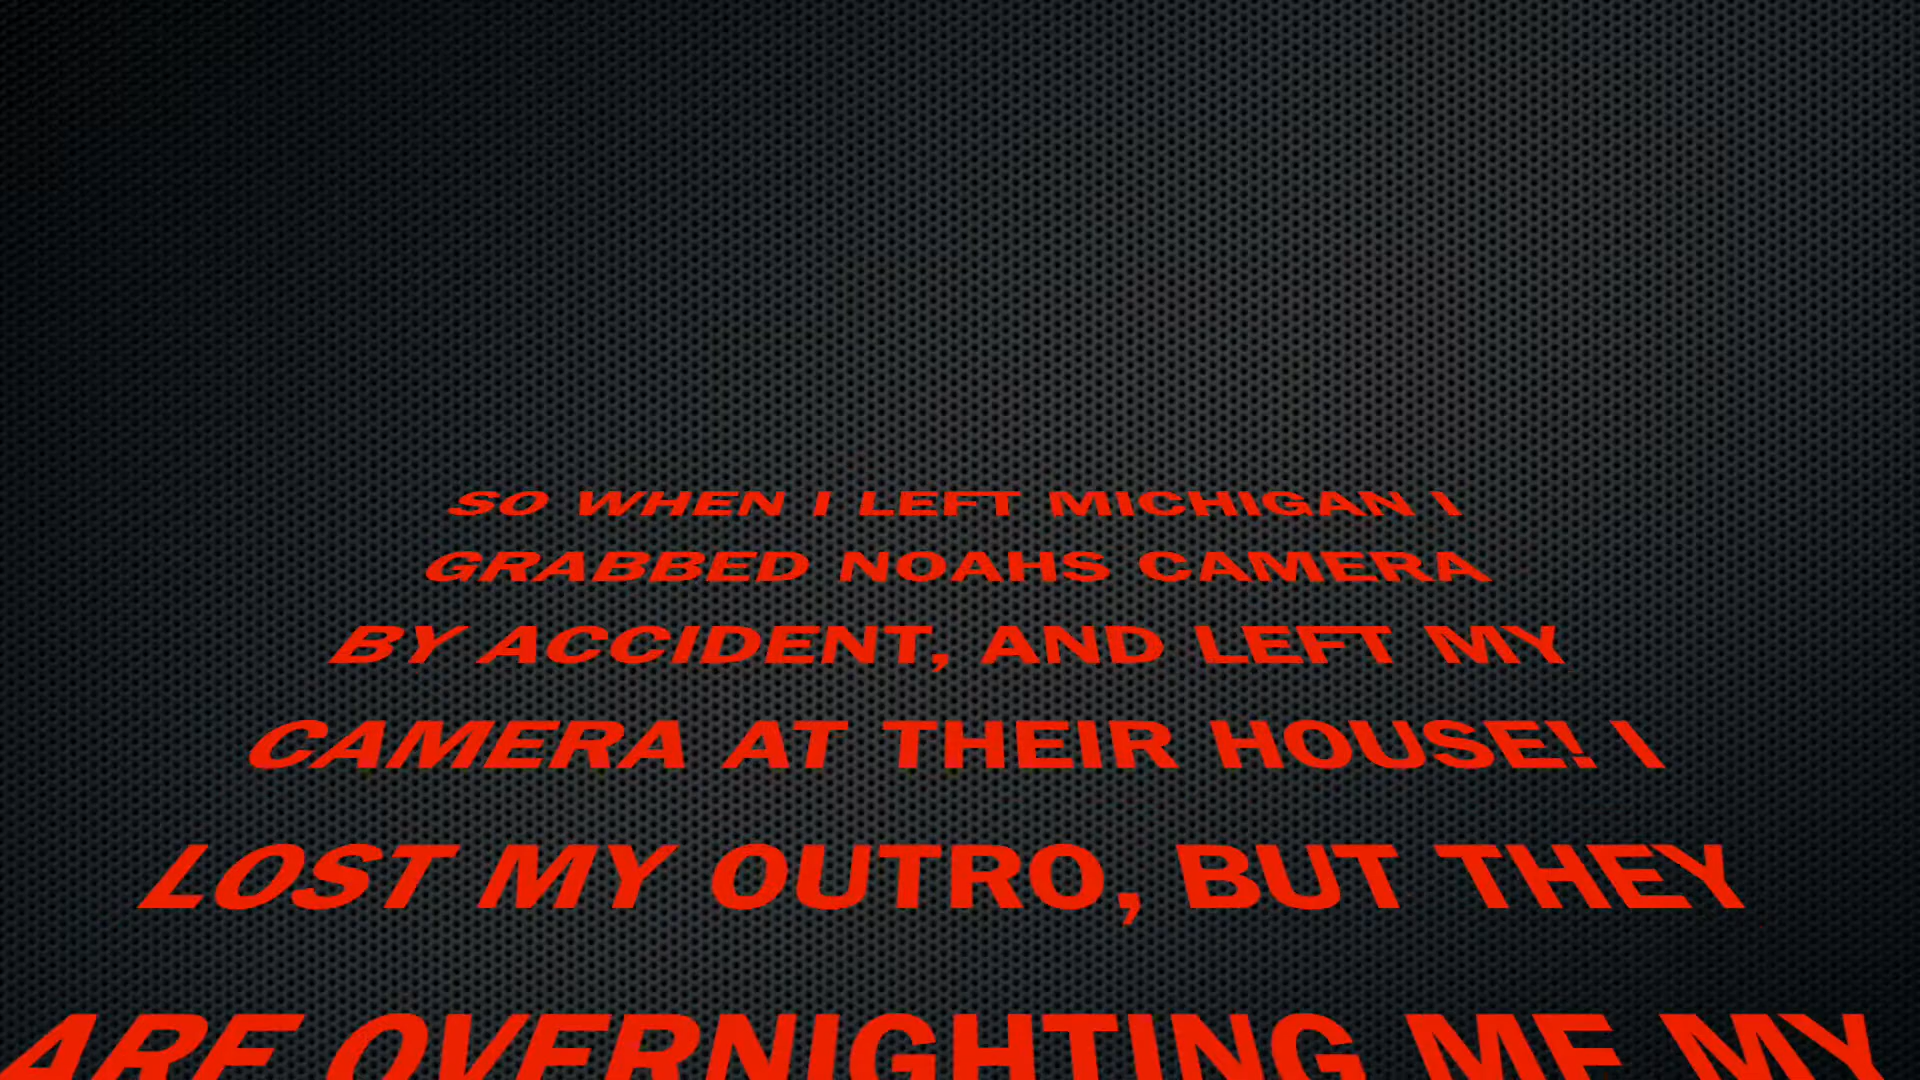 SO WHEN I LEFT MICHIGAN I
GRABBED NOAHS CAMERA
BY ACCIDENT, AND LEFT MY
CAMERA AT THEIR HOUSE! I
LOST MY OUTRO, BUT THEY
ARE OVERNIGHTING ME MY